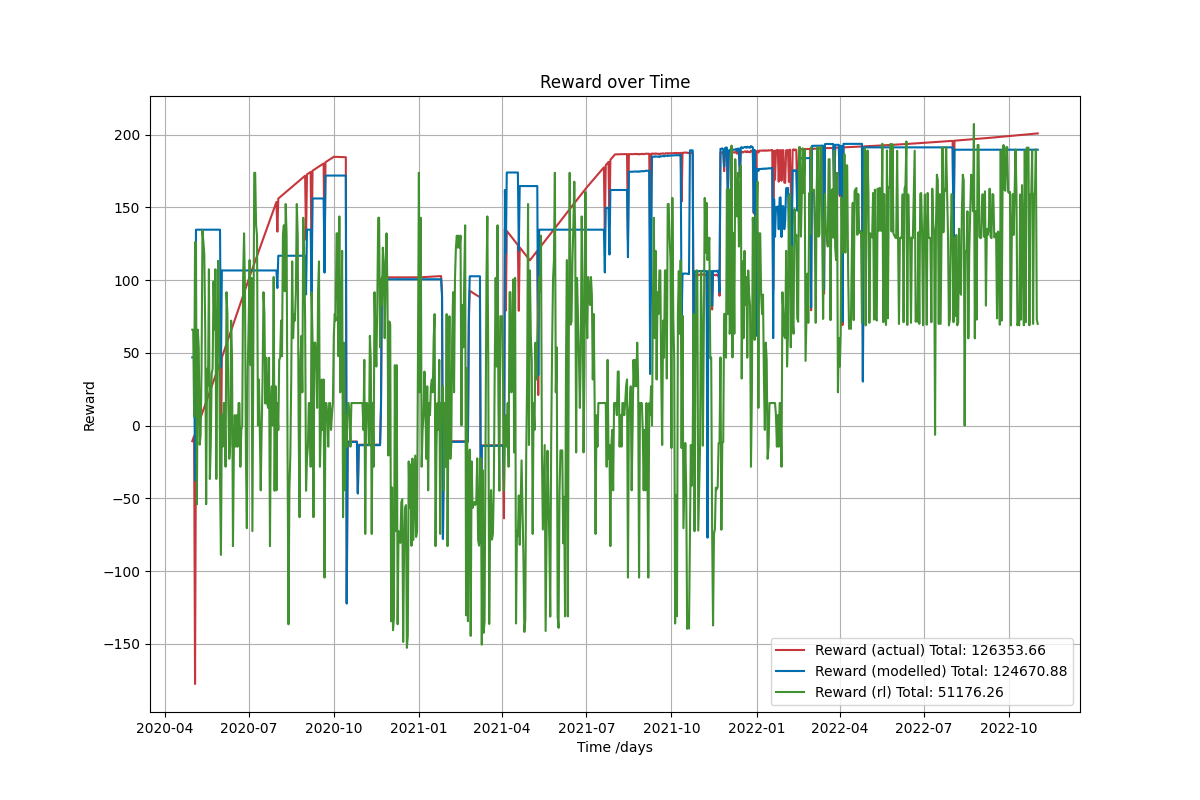 Reward over Time
Reward
200
150
100
50
0
−50
−100
−150
2020-04 2020-07 2020-10 2021-01 2021-04 2021-07 2021-10 2022-01 2022-04 2022-07 2022-10
Time /days
Reward (actual) Total: 126353.66
Reward (modelled) Total: 124670.88
Reward (rl) Total: 51176.26